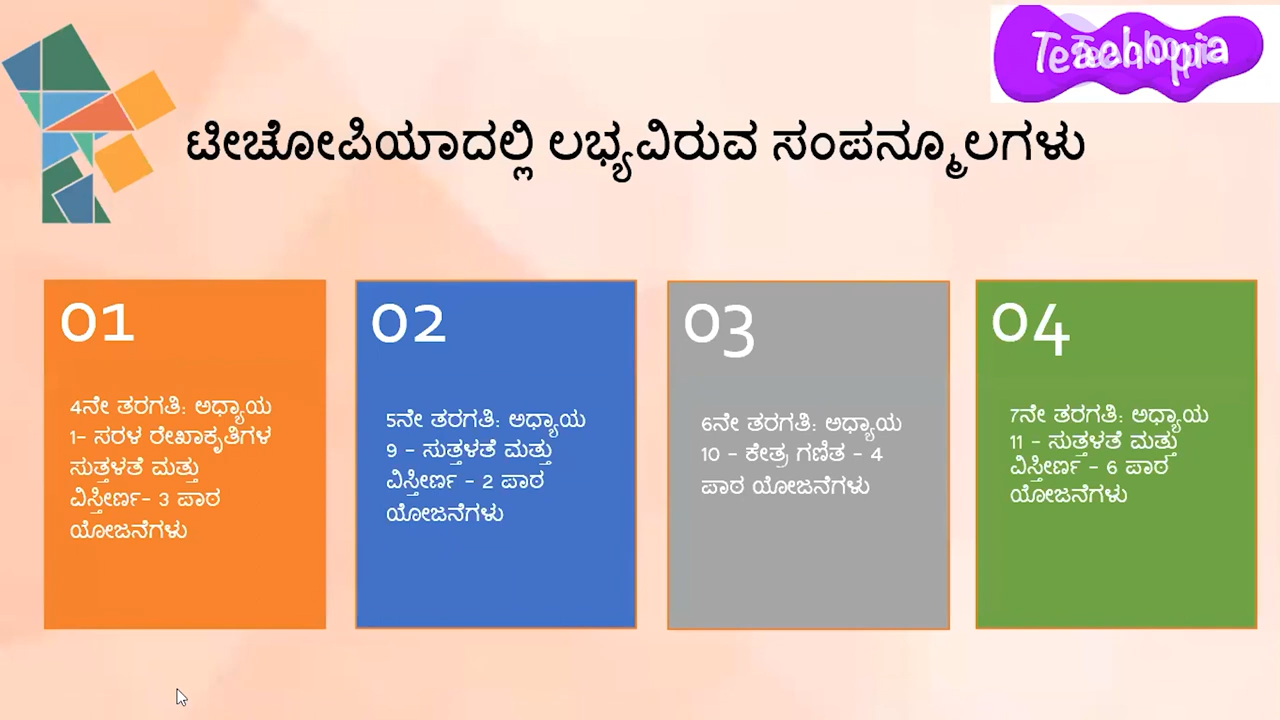 Teachopia
ಟೀಚೋಪಿಯಾದಲ್ಲಿ ಲಭ್ಯವಿರುವ ಸಂಪನ್ಮೂಲಗಳು
01
4ನೇ ತರಗತಿ: ಅಧ್ಯಾಯ
1- ಸರಳ ರೇಖಾಕೃತಿಗಳ
ಸುತ್ತಳತೆ ಮತ್ತು
ವಿಸ್ತೀರ್ಣ- 3 ಪಾಠ
ಯೋಜನೆಗಳು
02
5ನೇ ತರಗತಿ: ಅಧ್ಯಾಯ
9 - ಸುತ್ತಳತೆ ಮತ್ತು
ವಿಸ್ತೀರ್ಣ - 2 ಪಾಠ
ಯೋಜನೆಗಳು
03
6ನೇ ತರಗತಿ: ಅಧ್ಯಾಯ
10 - ಕೇತ್ರ ಗಣಿತ - 4
ಪಾಠ ಯೋಜನೆಗಳು
04
7ನೇ ತರಗತಿ: ಅಧ್ಯಾಯ
11 - ಸುತ್ತಳತೆ ಮತ್ತು
ವಿಸ್ತೀರ್ಣ - 6 ಪಾಠ
ಯೋಜನೆಗಳು